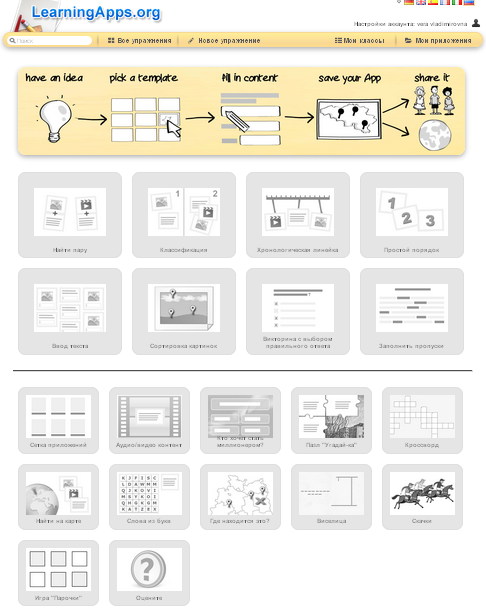 LearningApps.org
Настройки аккаунта: vera vladimirovna
Поиск
Все упражнения
Новое упражнение
Мои классы
Мои приложения
have an idea
pick a template
fill in content
save your App
share it
1 2
1 2 3
Найти пару
Классификация
Хронологическая линейка
Простой порядок
Ввод текста
Сортировка картинок
Викторина с выбором
правильного ответа
Заполнить пропуски
Сетка приложений
Аудио/видео контент
Кто хочет стать
миллионером?
Пазл "Угадай-ка"
Кроссворд
Найти на карте
Слова из букв
Где находится это?
Виселица
Скачки
?
Игра "Парочки"
Оцените